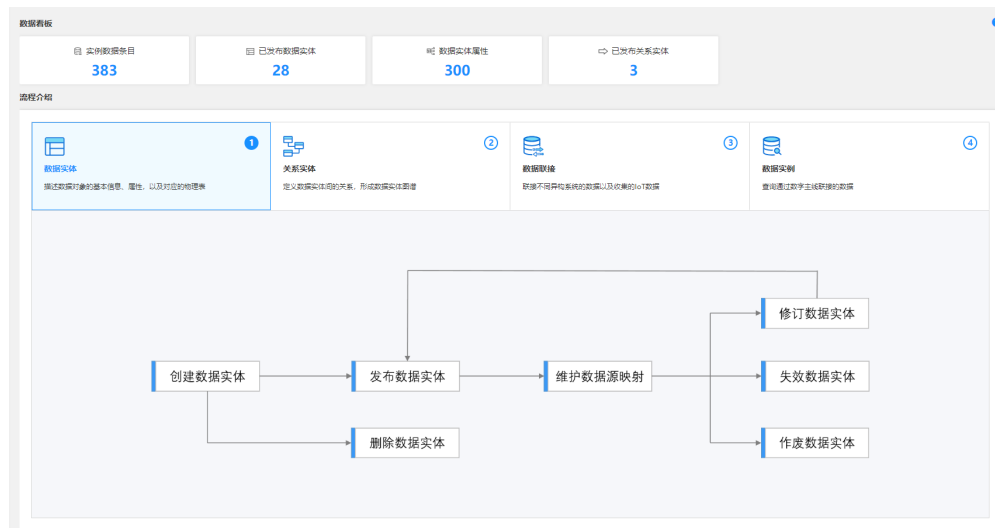 数据看板
实例数据条目
383
已发布数据实体
28
数据实体属性
300
已发布关系实体
3
流程介绍
1
数据实体
描述数据对象的基本信息、属性，以及对应的物理表
2
关系实体
定义数据实体间的关系，形成数据实体图谱
3
数据联接
联接不同异构系统的数据以及收集的IoT数据
4
数据实例
查询通过数字主线联接的数据
修订数据实体
创建数据实体
发布数据实体
维护数据源映射
失效数据实体
删除数据实体
作废数据实体